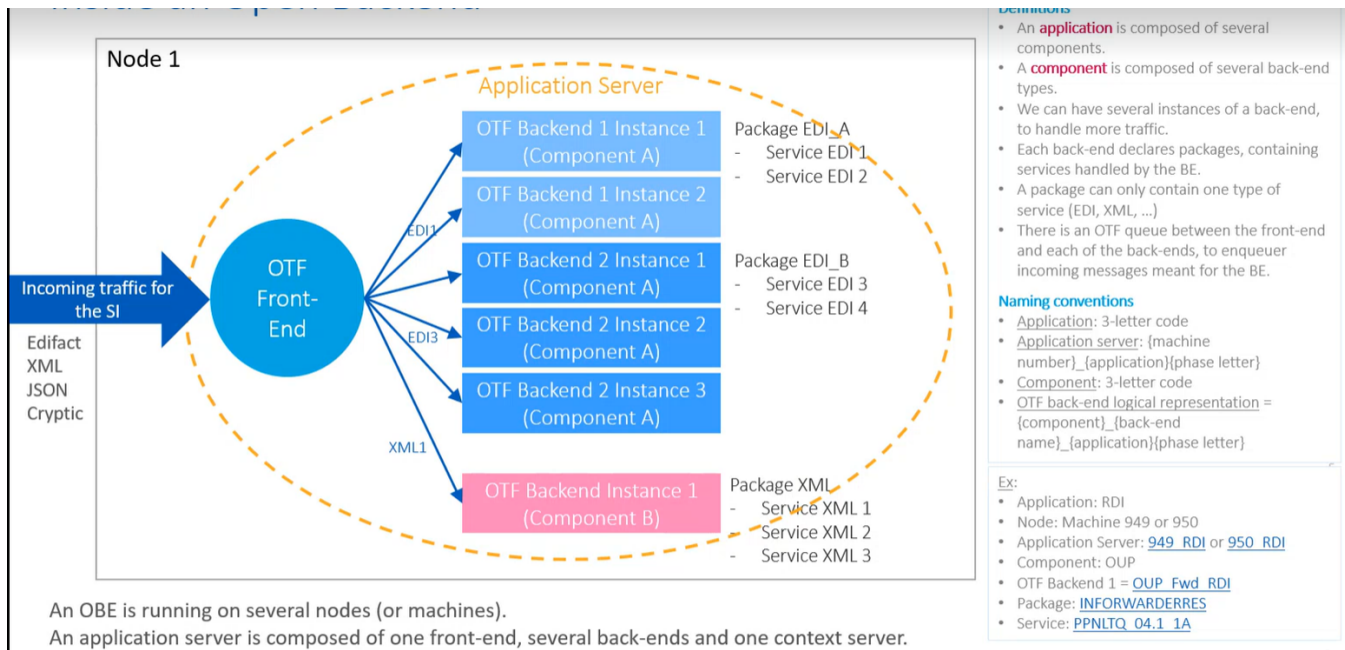 Inside an Open Backend
Node 1
Application Server
OTF Backend 1 Instance 1
(Component A)
Package EDI_A
- Service EDI 1
- Service EDI 2
OTF Backend 1 Instance 2
(Component A)
EDI1
OTF Backend 2 Instance 1
(Component A)
Package EDI_B
- Service EDI 3
- Service EDI 4
OTF
Front-
End
Incoming traffic for
the SI
Edifact
XML
JSON
Cryptic
OTF Backend 2 Instance 2
(Component A)
EDI3
OTF Backend 2 Instance 3
(Component A)
XML1
OTF Backend Instance 1
(Component B)
Package XML
- Service XML 1
- Service XML 2
- Service XML 3
An OBE is running on several nodes (or machines).
An application server is composed of one front-end, several back-ends and one context server.
Definitions
• An application is composed of several
components.
• A component is composed of several back-end
types.
• We can have several instances of a back-end,
to handle more traffic.
• Each back-end declares packages, containing
services handled by the BE.
• A package can only contain one type of
service (EDI, XML, ...)
• There is an OTF queue between the front-end
and each of the back-ends, to enqueuer
incoming messages meant for the BE.
Naming conventions
• Application: 3-letter code
• Application server: {machine
number}_{application}{phase letter}
• Component: 3-letter code
• OTF back-end logical representation =
{component}_{back-end
name}_{application}{phase letter}
Ex:
• Application: RDI
• Node: Machine 949 or 950
• Application Server: 949_RDI or 950_RDI
• Component: OUP
• OTF Backend 1 = OUP_Fwd_RDI
• Package: INFORWARDERRES
• Service: PPNLTQ_04.1_1A